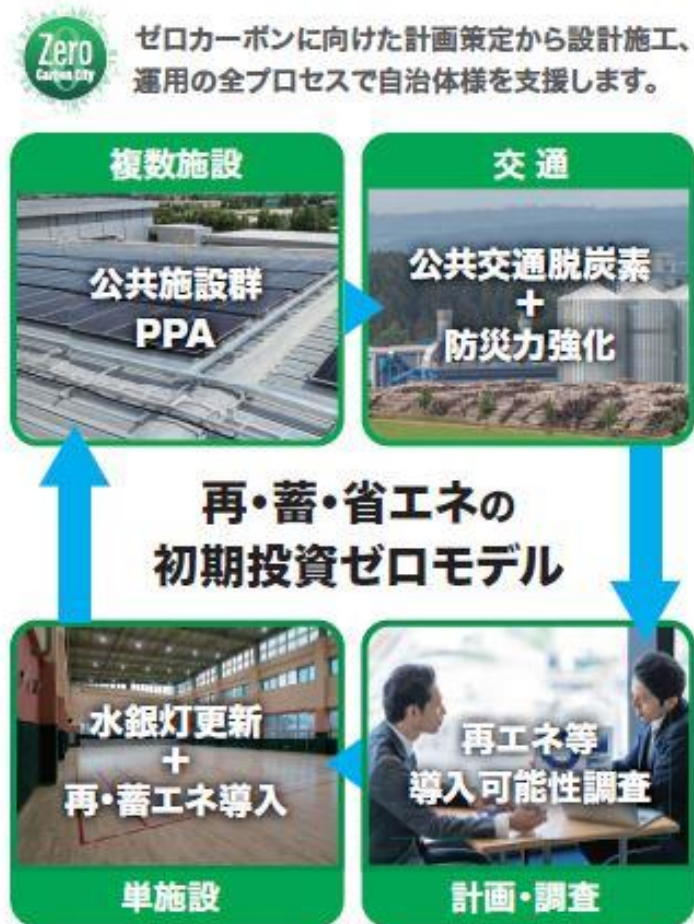 Zero
Carbon City
ゼロカーボンに向けた計画策定から設計施工、
運用の全プロセスで自治体様を支援します。
複数施設
公共施設群
PPA
交通
公共交通脱炭素
+
防災力強化
再・蓄・省エネの
初期投資ゼロモデル
水銀灯更新
+
再・蓄エネ導入
単施設
再エネ等
導入可能性調査
計画・調査